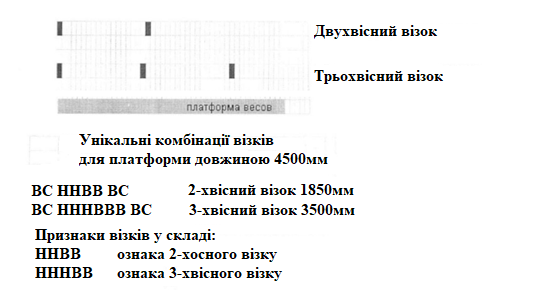 Двухвісний візок
Трьохвісний візок
платформа весов
Унікальні комбінації візків
для платформи довжиною 4500мм
ВС ННВВ ВС 2-хвісний візок 1850мм
ВС НННВВВ ВС 3-хвісний візок 3500мм
Признаки візків у складі:
ННВВ ознака 2-хосного візку
НННВВ ознака 3-хвісного візку